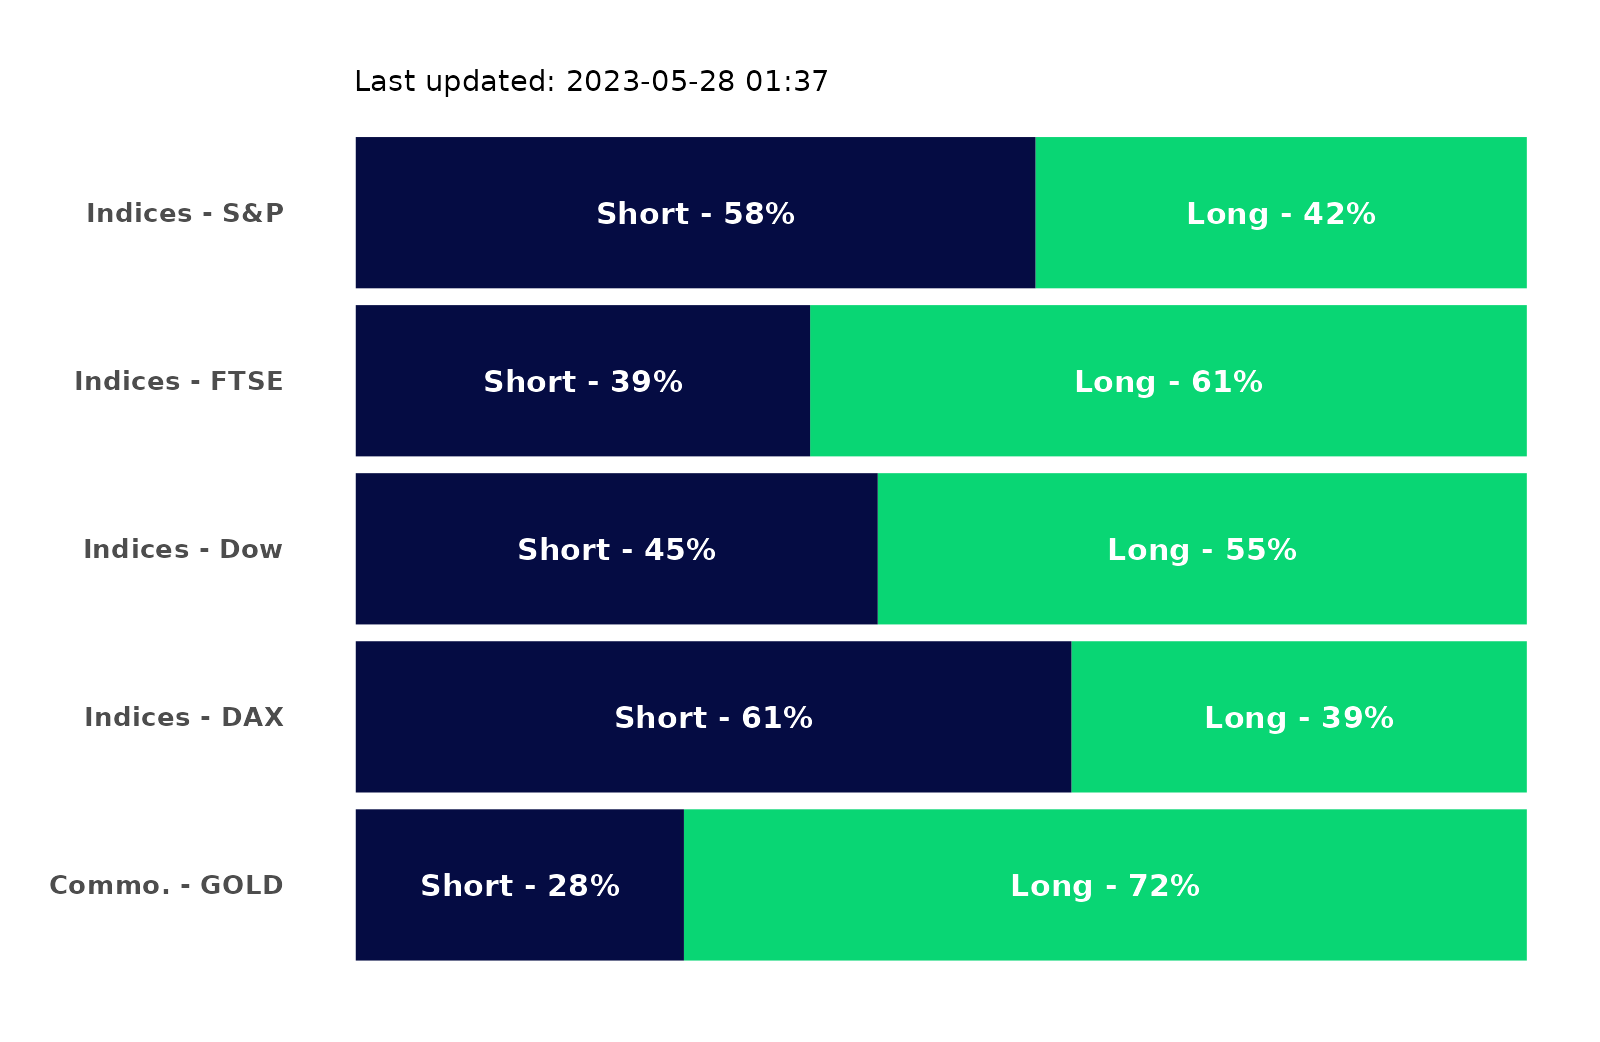 Last updated: 2023-05-28 01:37
Indices - S&P Short - 58% Long - 42%
Indices - FTSE Short - 39% Long - 61%
Indices - Dow Short - 45% Long - 55%
Indices - DAX Short - 61% Long - 39%
Commo. - GOLD Short - 28% Long - 72%